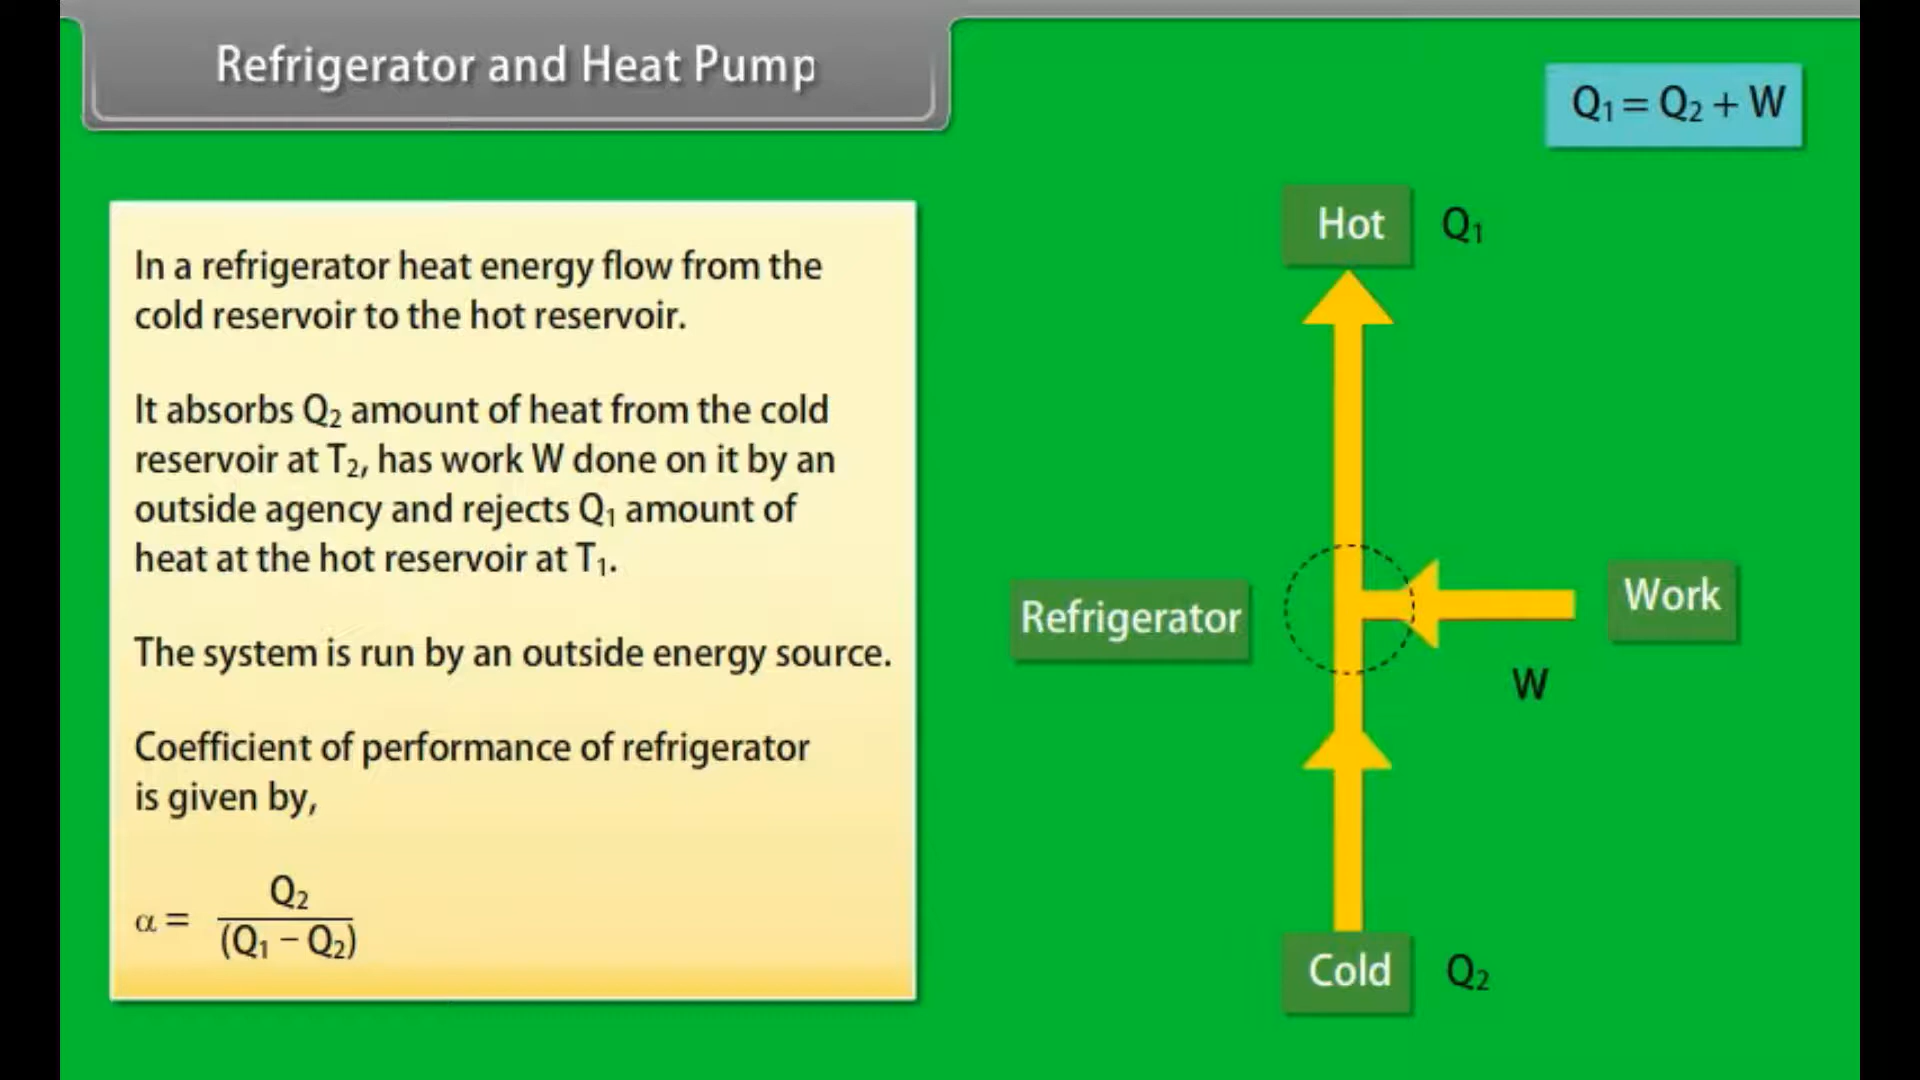 Refrigerator and Heat Pump
Q₁ = Q₂ + W
In a refrigerator heat energy flow from the
cold reservoir to the hot reservoir.
It absorbs Q₂ amount of heat from the cold
reservoir at T₂, has work W done on it by an
outside agency and rejects Q₁ amount of
heat at the hot reservoir at T₁.
The system is run by an outside energy source.
Coefficient of performance of refrigerator
is given by,
α = Q₂
(Q₁ − Q₂)
Hot Q₁
Refrigerator
Work
W
Cold Q₂